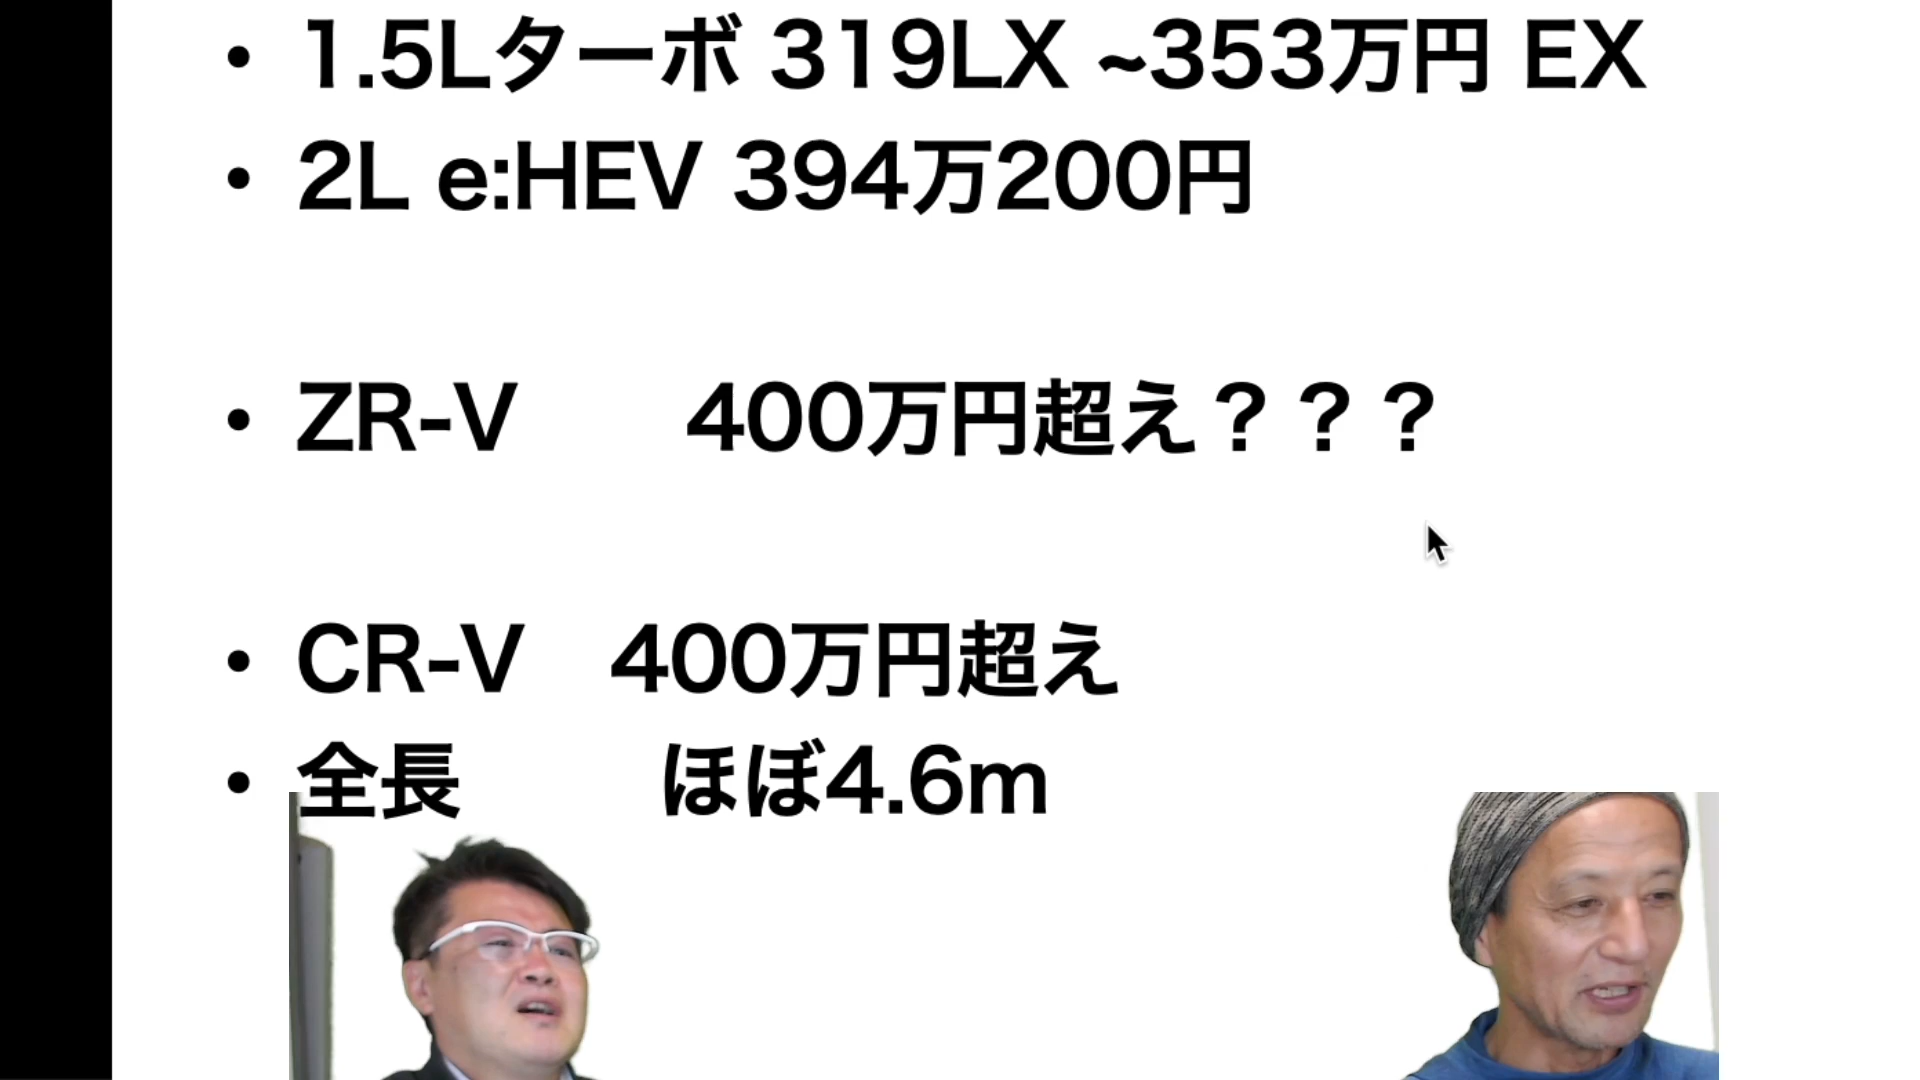 • 1.5Lターボ 319LX ~353万円 EX
• 2L e:HEV 394万200円
• ZR-V　　400万円超え？？？
• CR-V　400万円超え
• 全長　　 ほぼ4.6m